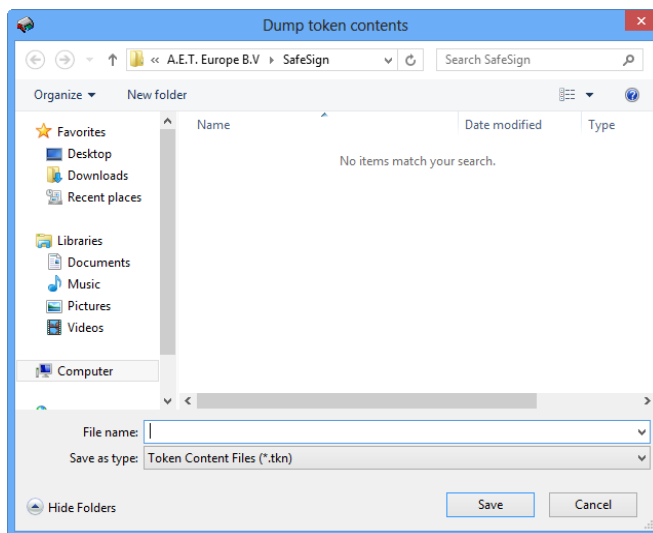 Dump token contents
« A.E.T. Europe B.V SafeSign Search SafeSign
Organize New folder
Name Date modified Type
No items match your search.
Favorites
Desktop
Downloads
Recent places
Libraries
Documents
Music
Pictures
Videos
Computer
File name:
Save as type: Token Content Files (*.tkn)
Hide Folders Save Cancel